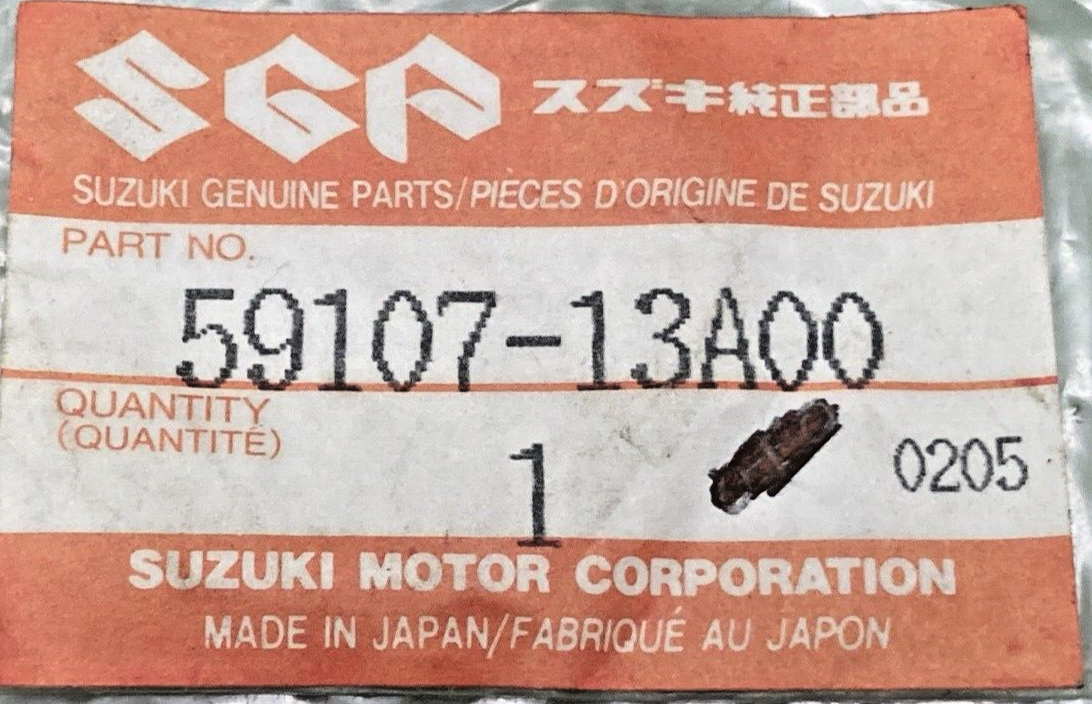 SGP スズキ純正部品
SUZUKI GENUINE PARTS/PIECES D'ORIGINE DE SUZUKI
PART NO.
59107-13A00
QUANTITY
(QUANTITÉ)
1
0205
SUZUKI MOTOR CORPORATION
MADE IN JAPAN/FABRIQUÉ AU JAPON